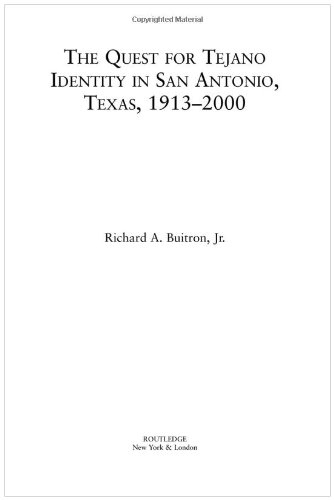 Copyrighted Material
The Quest for Tejano
Identity in San Antonio,
Texas, 1913–2000
Richard A. Buitron, Jr.
ROUTLEDGE
New York & London